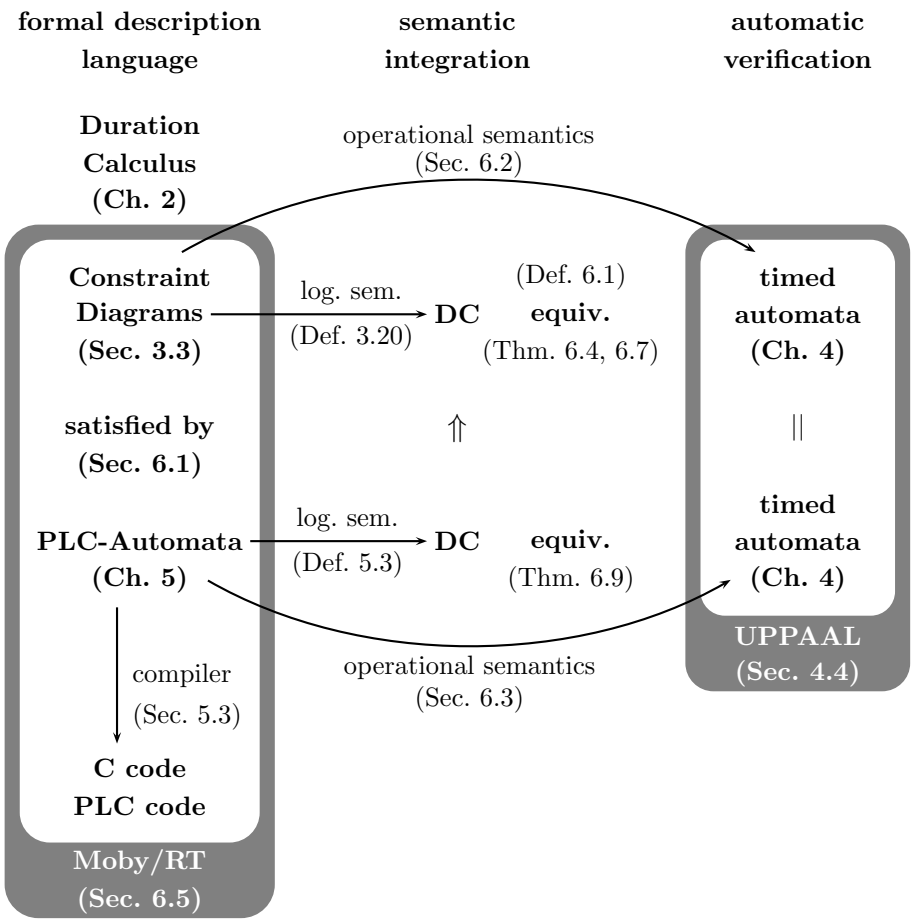 formal description
language
semantic
integration
automatic
verification
Duration
Calculus
(Ch. 2)
operational semantics
(Sec. 6.2)
Constraint
Diagrams
(Sec. 3.3)
log. sem.
(Def. 3.20)
DC
(Def. 6.1)
equiv.
(Thm. 6.4, 6.7)
timed
automata
(Ch. 4)
satisfied by
(Sec. 6.1)
⇑
||
PLC-Automata
(Ch. 5)
log. sem.
(Def. 5.3)
DC
equiv.
(Thm. 6.9)
timed
automata
(Ch. 4)
operational semantics
(Sec. 6.3)
UPPAAL
(Sec. 4.4)
compiler
(Sec. 5.3)
C code
PLC code
Moby/RT
(Sec. 6.5)